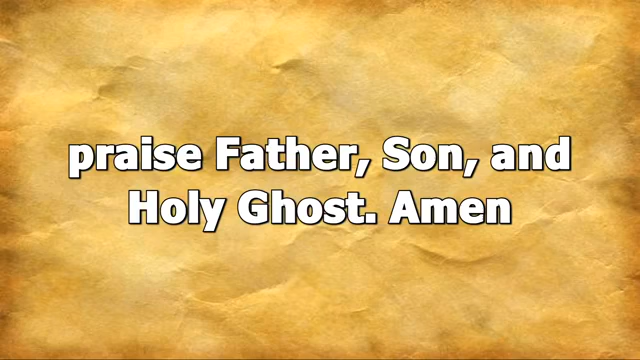 praise Father, Son, and
Holy Ghost. Amen